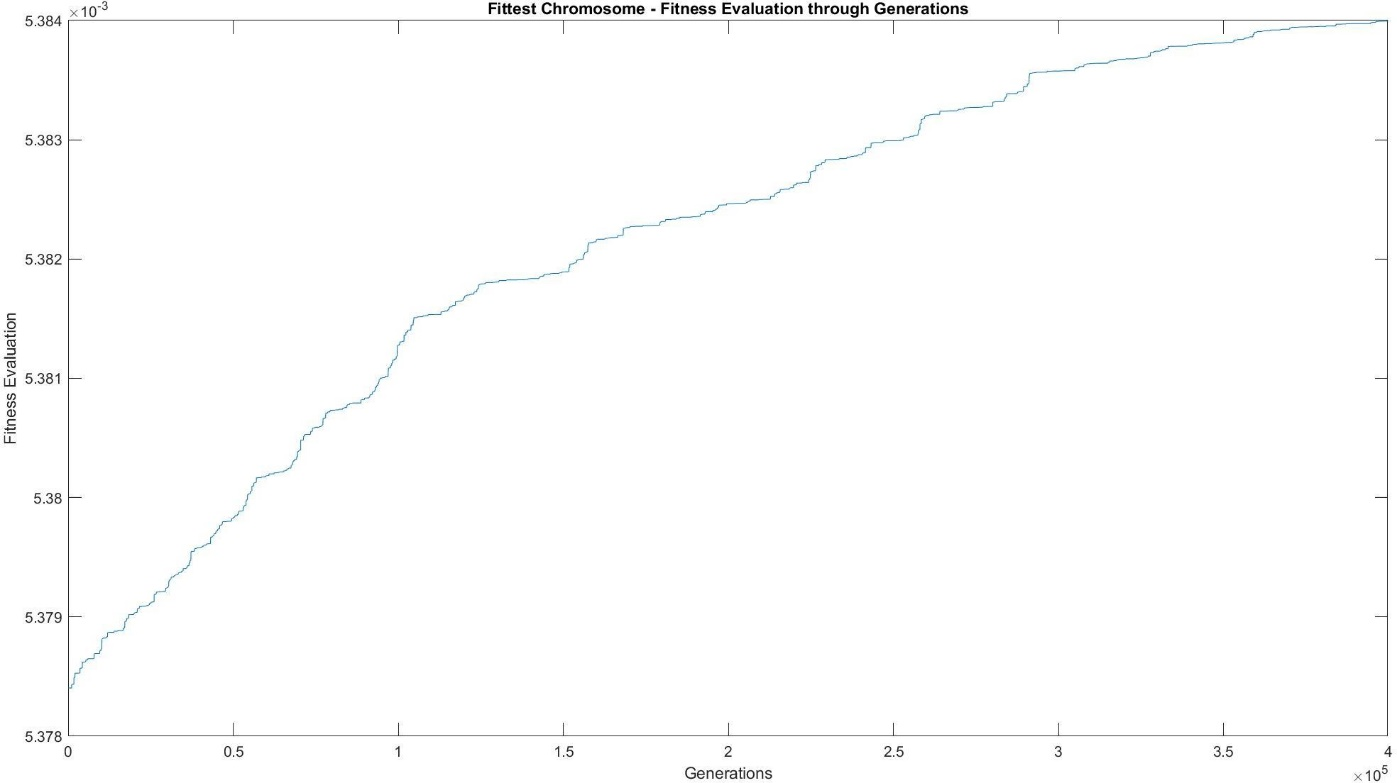 Fittest Chromosome - Fitness Evaluation through Generations
×10⁻³
5.384
5.383
5.382
5.381
5.38
5.379
5.378
Fitness Evaluation
0 0.5 1 1.5 2 2.5 3 3.5 4
Generations
×10⁵